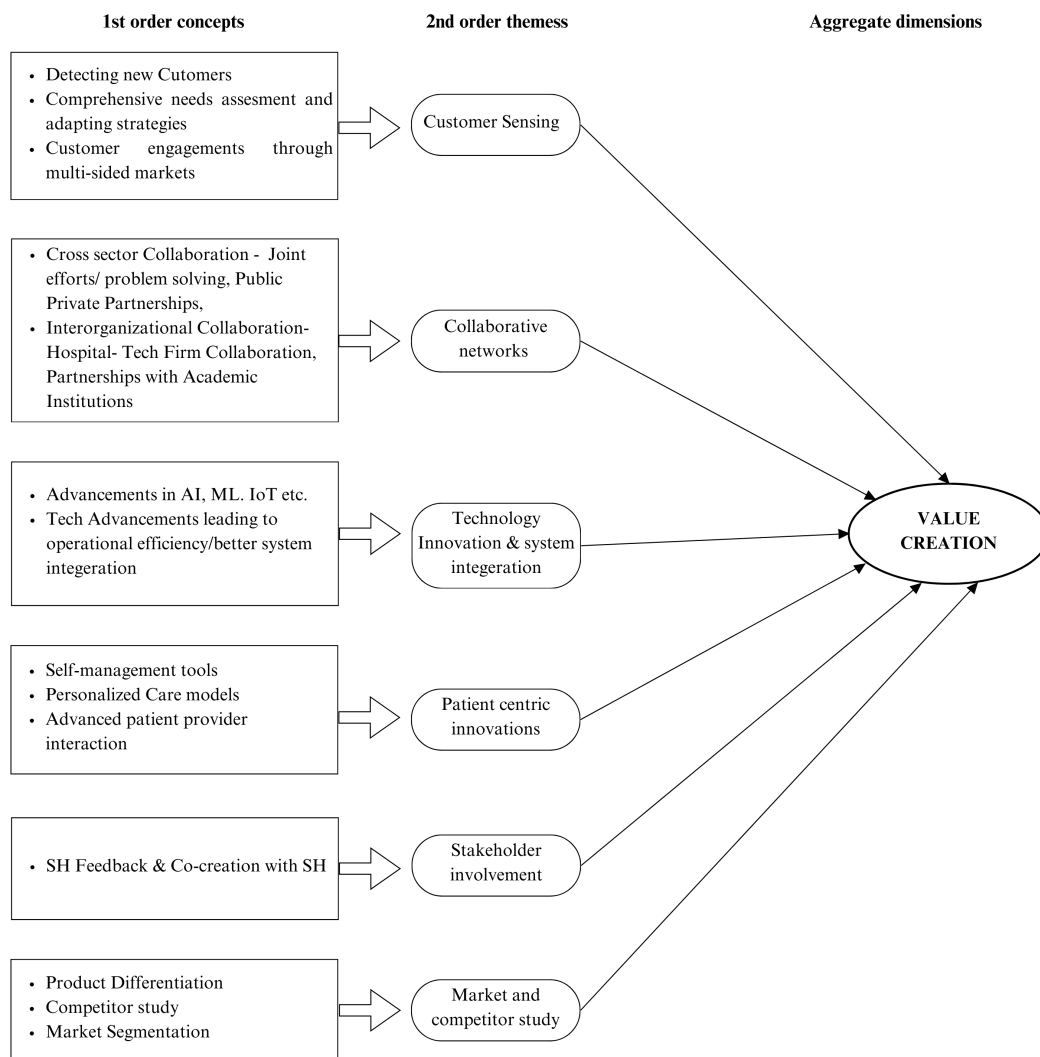 1st order concepts
2nd order themess
Aggregate dimensions
• Detecting new Cutomers
• Comprehensive needs assesment and
adapting strategies
• Customer engagements through
multi-sided markets
Customer Sensing
• Cross sector Collaboration - Joint
efforts/ problem solving, Public
Private Partnerships,
• Interorganizational Collaboration-
Hospital- Tech Firm Collaboration,
Partnerships with Academic
Institutions
Collaborative
networks
• Advancements in AI, ML. IoT etc.
• Tech Advancements leading to
operational efficiency/better system
integeration
Technology
Innovation & system
integeration
VALUE
CREATION
• Self-management tools
• Personalized Care models
• Advanced patient provider
interaction
Patient centric
innovations
• SH Feedback & Co-creation with SH
Stakeholder
involvement
• Product Differentiation
• Competitor study
• Market Segmentation
Market and
competitor study